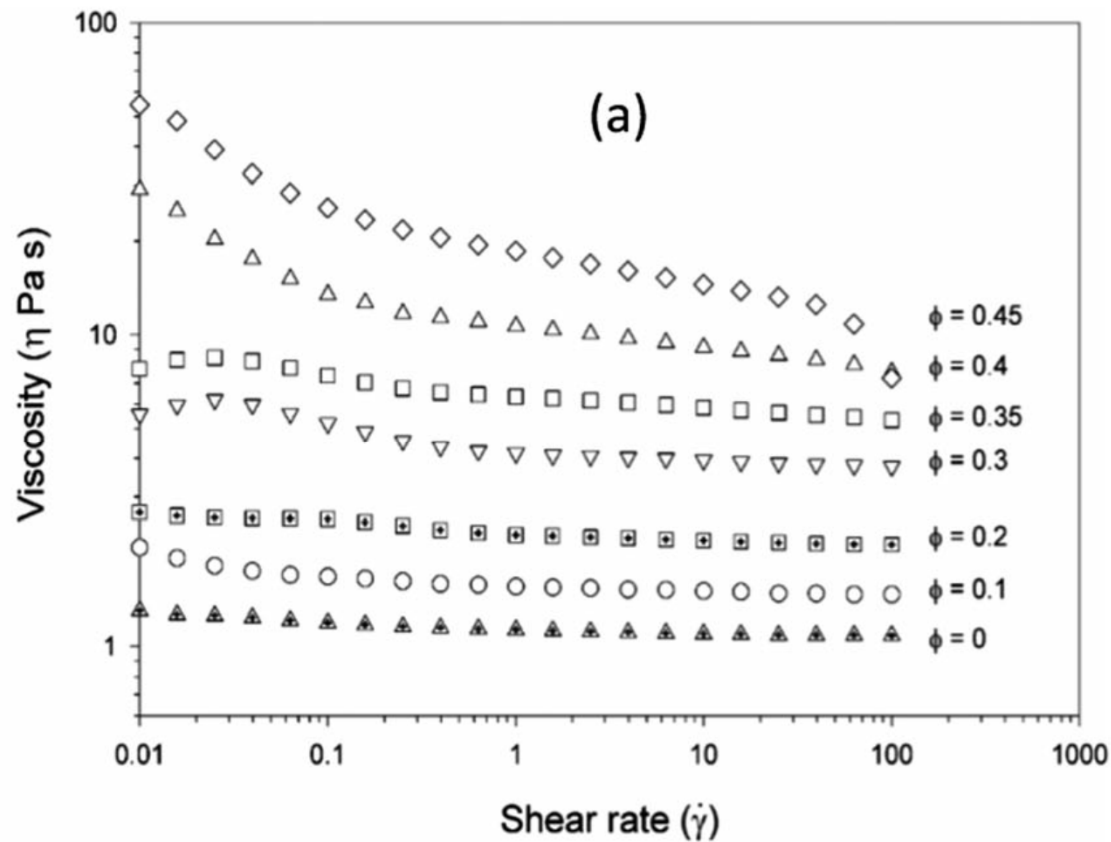 100
(a)
10
1
Viscosity (η Pa s)
ϕ = 0.45
ϕ = 0.4
ϕ = 0.35
ϕ = 0.3
ϕ = 0.2
ϕ = 0.1
ϕ = 0
0.01 0.1 1 10 100 1000
Shear rate (γ̇)